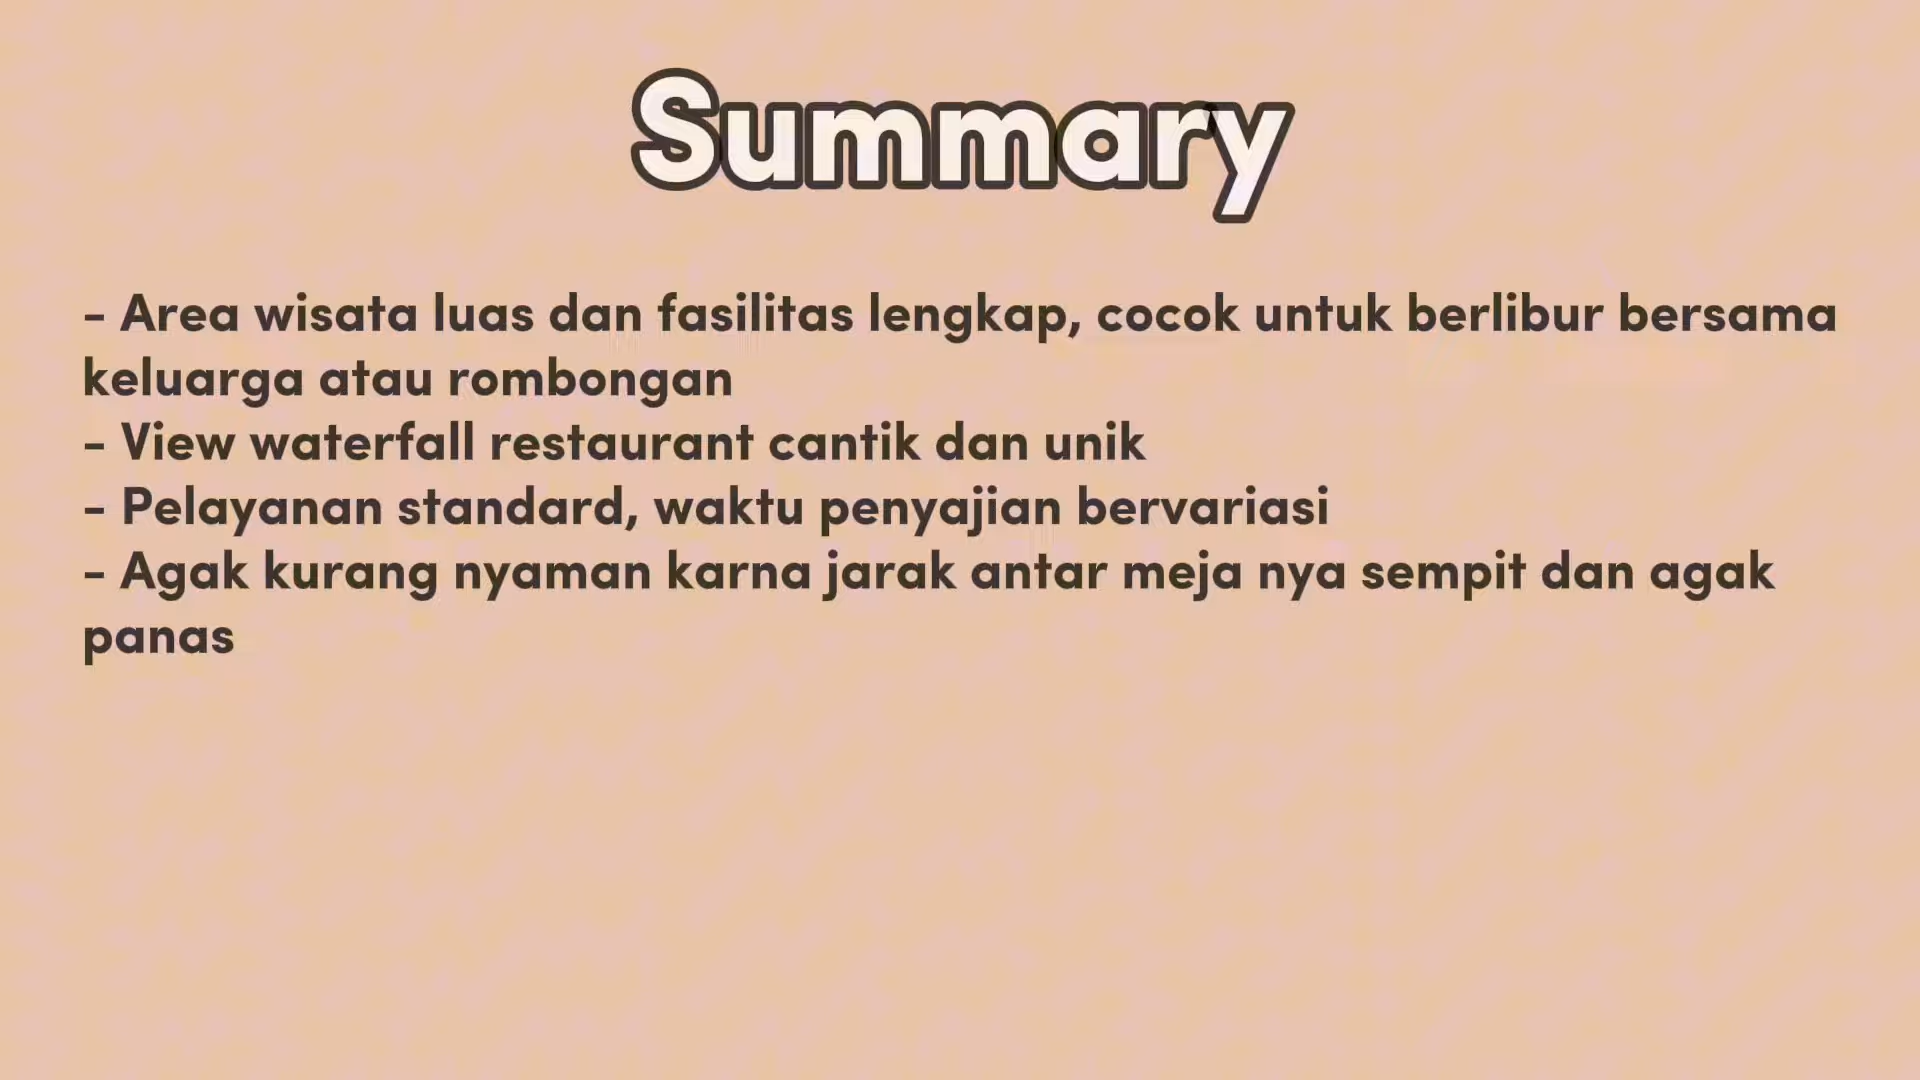 Summary
- Area wisata luas dan fasilitas lengkap, cocok untuk berlibur bersama
keluarga atau rombongan
- View waterfall restaurant cantik dan unik
- Pelayanan standard, waktu penyajian bervariasi
- Agak kurang nyaman karna jarak antar meja nya sempit dan agak
panas